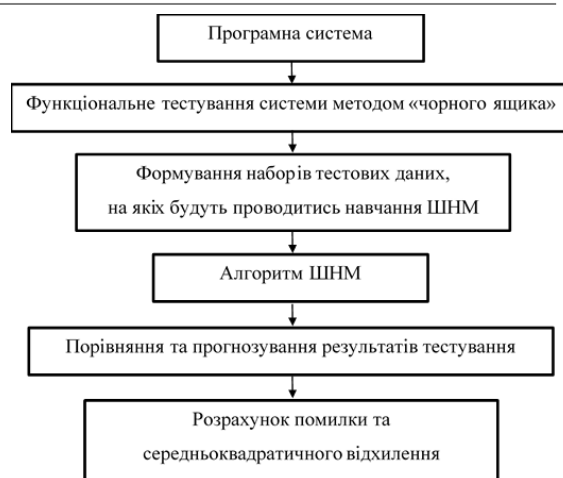 Програмна система
Функціональне тестування системи методом «чорного ящика»
Формування наборів тестових даних,
на яких будуть проводитись навчання ШНМ
Алгоритм ШНМ
Порівняння та прогнозування результатів тестування
Розрахунок помилки та
середньоквадратичного відхилення